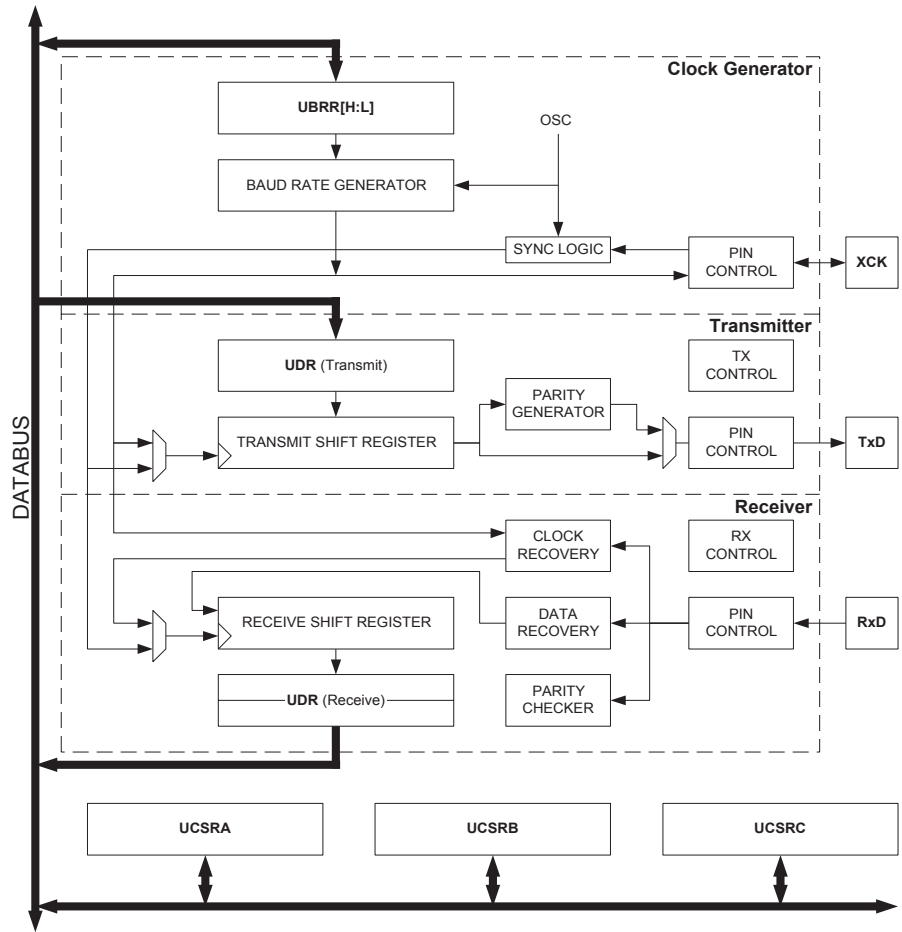 Clock Generator
UBRR[H:L]
OSC
BAUD RATE GENERATOR
SYNC LOGIC
PIN
CONTROL
XCK
Transmitter
UDR (Transmit)
TX
CONTROL
PARITY
GENERATOR
TRANSMIT SHIFT REGISTER
PIN
CONTROL
TxD
DATABUS
Receiver
CLOCK
RECOVERY
RX
CONTROL
RECEIVE SHIFT REGISTER
DATA
RECOVERY
PIN
CONTROL
RxD
UDR (Receive)
PARITY
CHECKER
UCSRA
UCSRB
UCSRC